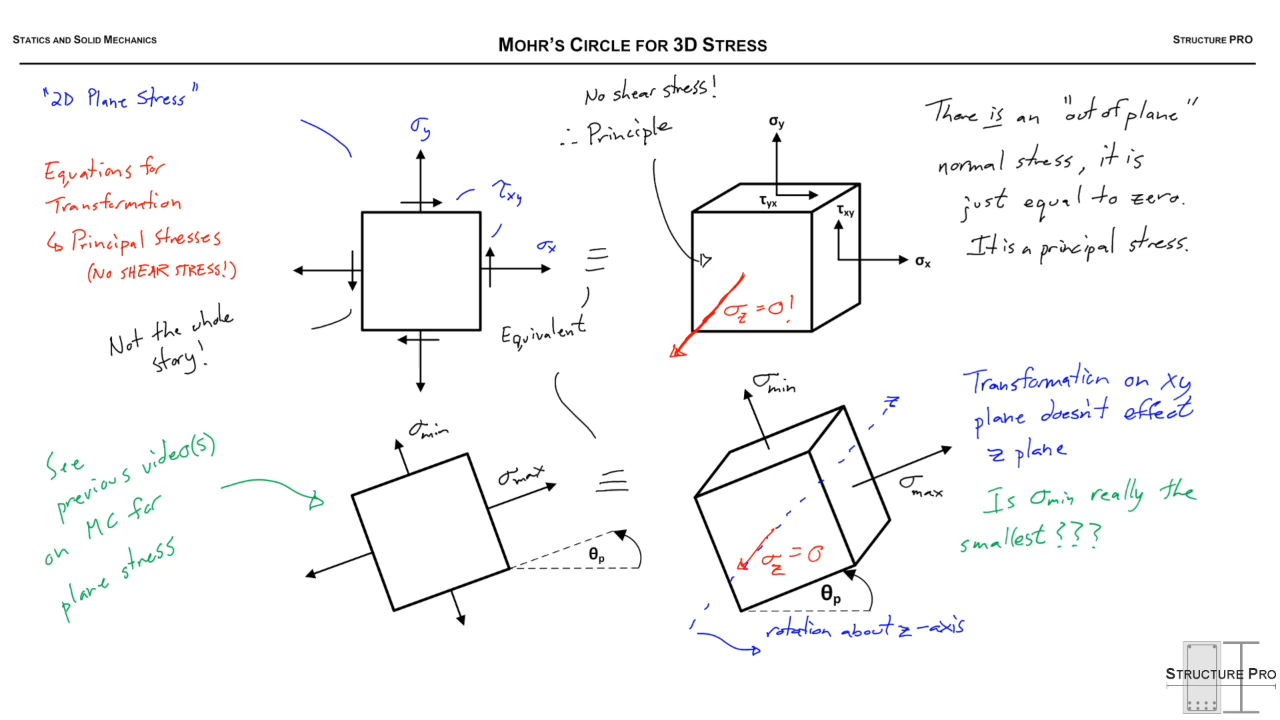 STATICS AND SOLID MECHANICS
MOHR'S CIRCLE FOR 3D STRESS
STRUCTURE PRO
"2D Plane Stress"
Equations for
Transformation
↳ Principal Stresses
(NO SHEAR STRESS!)
Not the whole
story!
σy
τxy
σx
≡
Equivalent
No shear stress!
∴ Principle
σy
τyx
τxy
σx
σz = 0!
There is an "out of plane"
normal stress, it is
just equal to zero.
It is a principal stress.
See
previous video(s)
on MC for
plane stress
σmin
σmax
θp
≡
σmin
z
σmax
σz = 0
θp
rotation about z-axis
Transformation on xy
plane doesn't effect
z plane
Is σmin really the
smallest???
STRUCTURE PRO